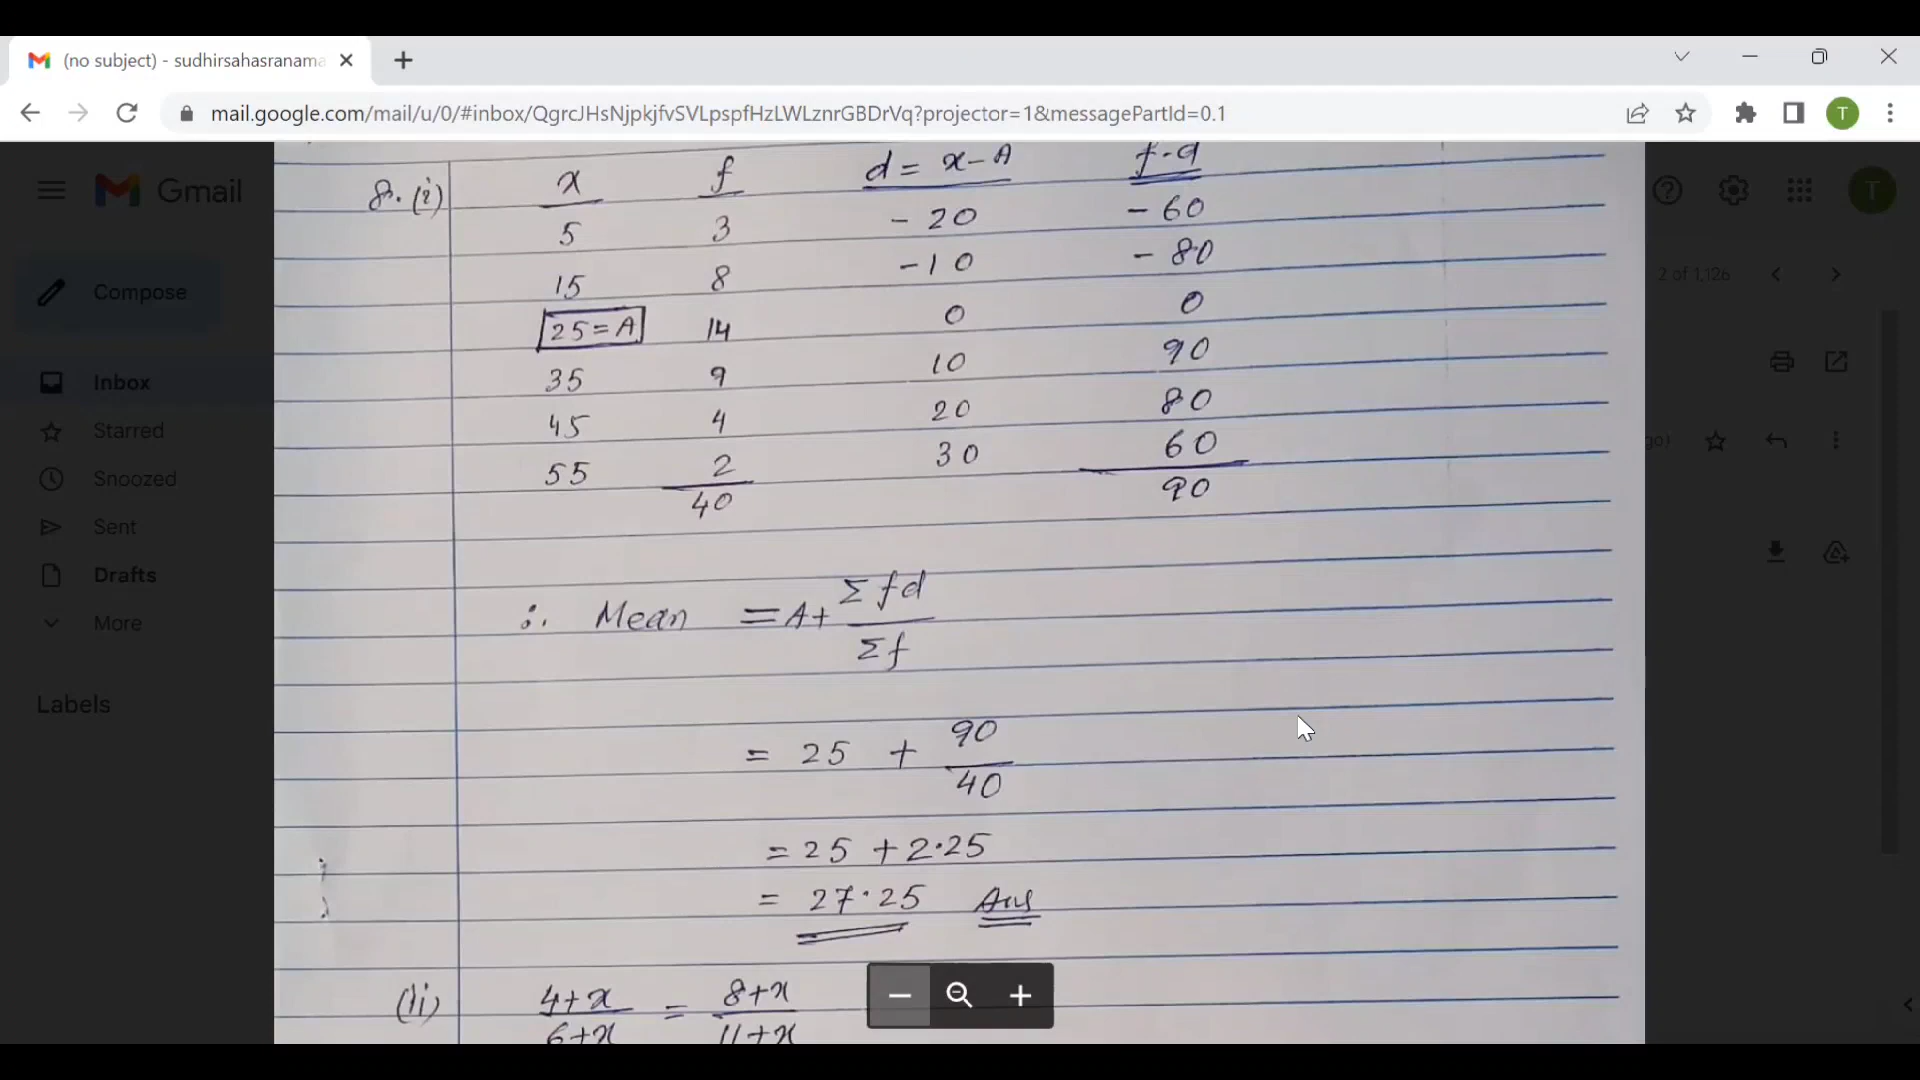 (no subject) - sudhirsahasranama
mail.google.com/mail/u/0/#inbox/QgrcJHsNjpkjfvSVLpspfHzLWLznrGBDrVq?projector=1&messagePartId=0.1
T
Gmail
T
Compose
2 of 1,126
Inbox
Starred
Snoozed
Sent
Drafts
More
Labels
ago)
8. (i) x f d = x - A f - d
5 3 - 20 - 60
15 8 - 10 - 80
25 = A 14 0 0
35 9 10 90
45 4 20 80
55 2 30 60
40 90
∴ Mean = A + Σfd / Σf
= 25 + 90 / 40
= 25 + 2.25
= 27.25 Ans
(ii) 4+x / 6+x = 8+x / 11+x